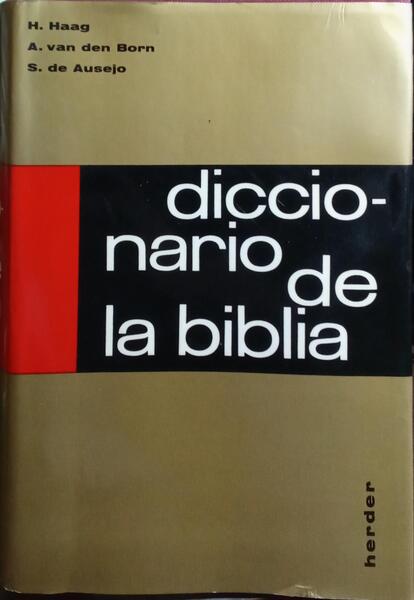 H. Haag
A. van den Born
S. de Ausejo
diccio-
nario
de
la biblia
herder